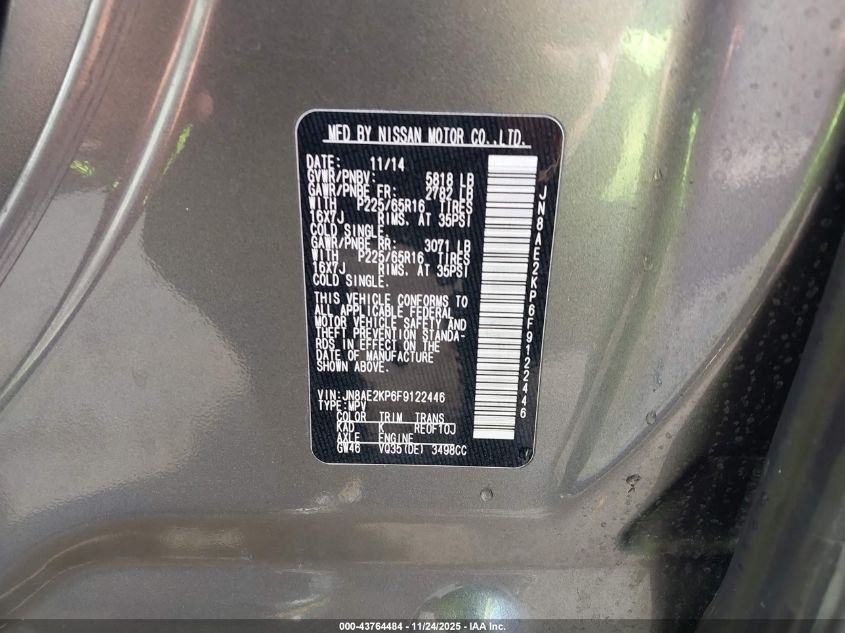 MFD BY NISSAN MOTOR CO.,LTD.
DATE: 11/14
GVWR/PNBV: 5818 LB
GAWR/PNBE FR: 2782 LB
WITH P225/65R16 TIRES
16X7J RIMS. AT 35PSI
COLD SINGLE.
GAWR/PNBE RR: 3071 LB
WITH P225/65R16 TIRES
16X7J RIMS. AT 35PSI
COLD SINGLE.
THIS VEHICLE CONFORMS TO
ALL APPLICABLE FEDERAL
MOTOR VEHICLE SAFETY AND
THEFT PREVENTION STANDA-
RDS IN EFFECT ON THE
DATE OF MANUFACTURE
SHOWN ABOVE.
VIN:JN8AE2KP6F9122446
TYPE:MPV
COLOR TRIM TRANS
KAD K RE0F10J
AXLE ENGINE
GW46 VQ35(DE) 3498CC
JN8AE2KP6F9122446
000-43764484 - 11/24/2025 - IAA Inc.